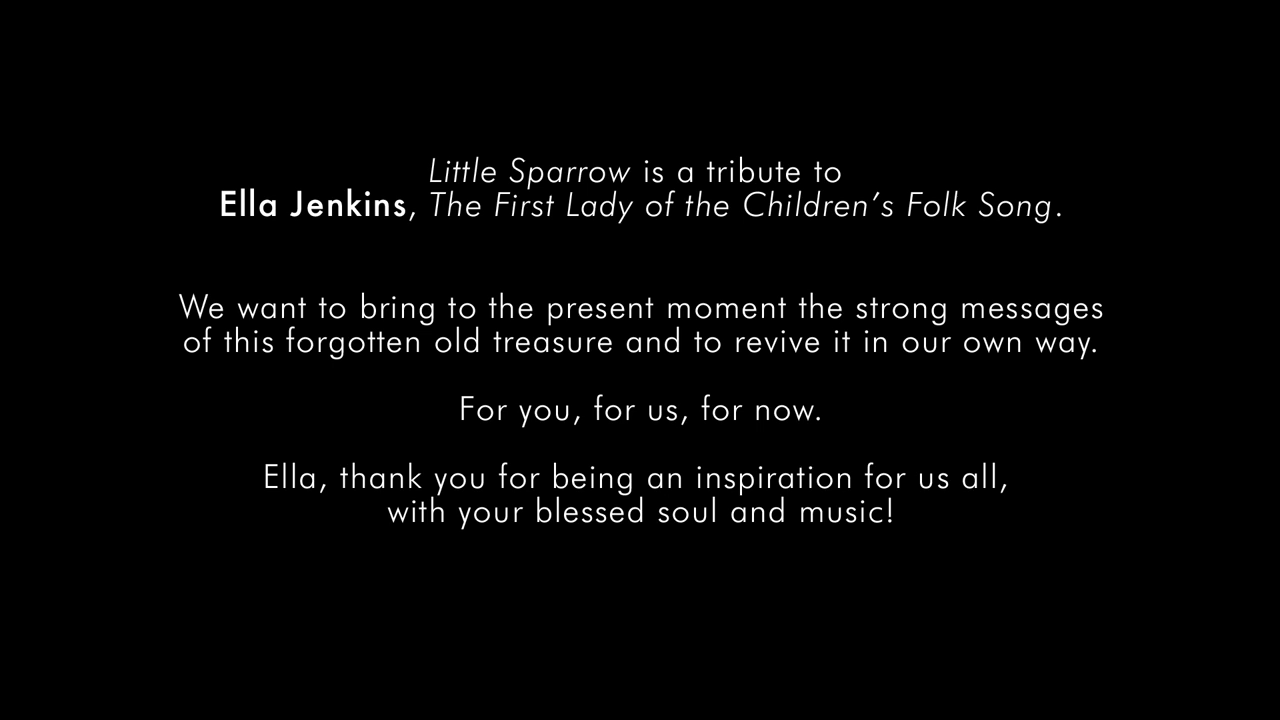 Little Sparrow is a tribute to
Ella Jenkins, The First Lady of the Children’s Folk Song.
We want to bring to the present moment the strong messages
of this forgotten old treasure and to revive it in our own way.
For you, for us, for now.
Ella, thank you for being an inspiration for us all,
with your blessed soul and music!